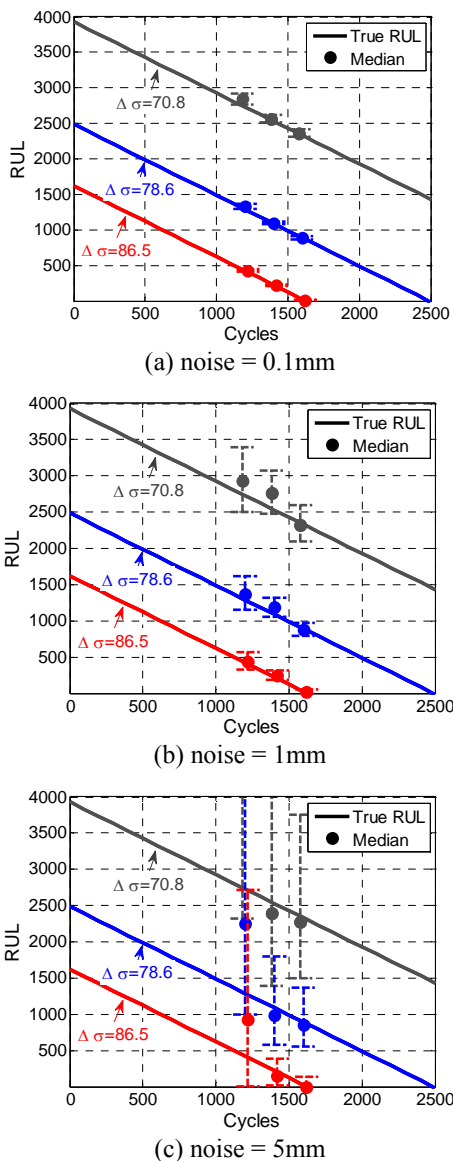 4000
3500
3000
2500
2000
1500
1000
500
RUL
True RUL
Median
Δ σ=70.8
Δ σ=78.6
Δ σ=86.5
0 500 1000 1500 2000 2500
Cycles
(a) noise = 0.1mm
4000
3500
3000
2500
2000
1500
1000
500
RUL
True RUL
Median
Δ σ=70.8
Δ σ=78.6
Δ σ=86.5
0 500 1000 1500 2000 2500
Cycles
(b) noise = 1mm
4000
3500
3000
2500
2000
1500
1000
500
RUL
True RUL
Median
Δ σ=70.8
Δ σ=78.6
Δ σ=86.5
0 500 1000 1500 2000 2500
Cycles
(c) noise = 5mm